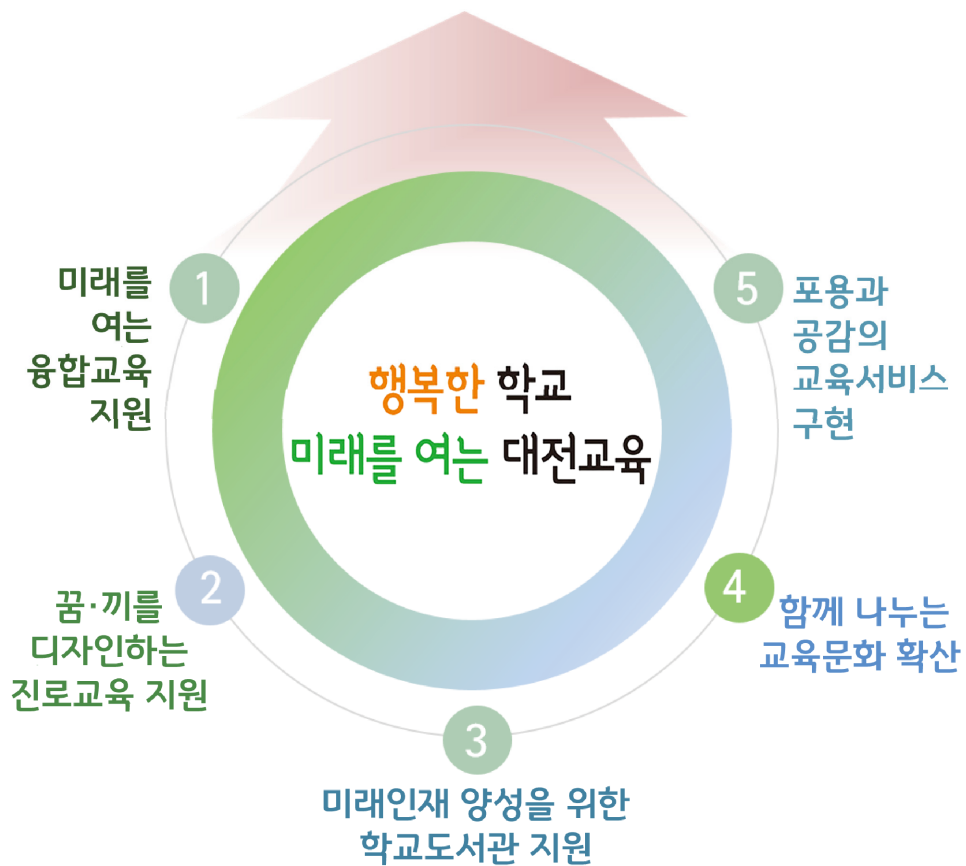 행복한 학교
미래를 여는 대전교육
1
미래를
여는
융합교육
지원
2
꿈·끼를
디자인하는
진로교육 지원
3
미래인재 양성을 위한
학교도서관 지원
4
함께 나누는
교육문화 확산
5
포용과
공감의
교육서비스
구현